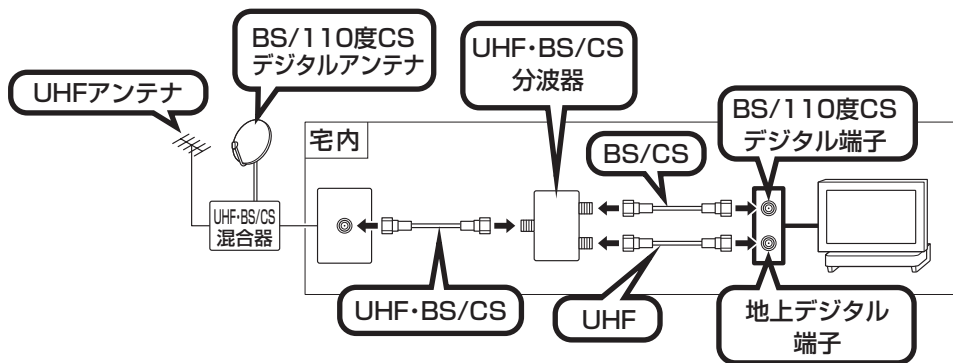 UHFアンテナ
BS/110度CS
デジタルアンテナ
UHF・BS/CS
混合器
宅内
UHF・BS/CS
UHF・BS/CS
分波器
BS/CS
UHF
BS/110度CS
デジタル端子
地上デジタル
端子